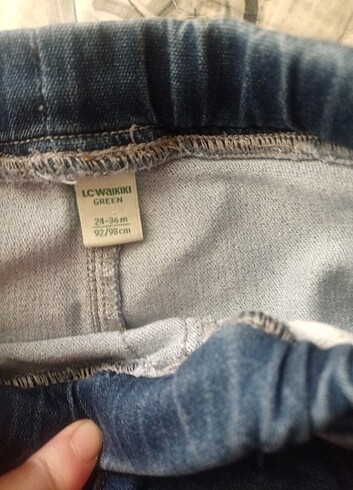 LC WAIKIKI
GREEN
24-36 m
92/98 cm